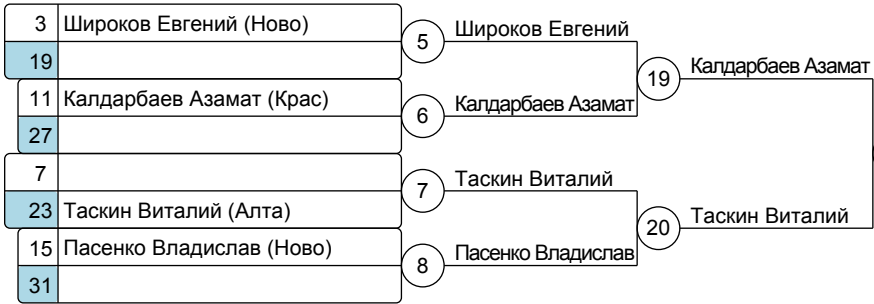 3 Широков Евгений (Ново)
19
5 Широков Евгений
11 Калдарбаев Азамат (Крас)
27
6 Калдарбаев Азамат
19 Калдарбаев Азамат
7
23 Таскин Виталий (Алта)
7 Таскин Виталий
15 Пасенко Владислав (Ново)
31
8 Пасенко Владислав
20 Таскин Виталий